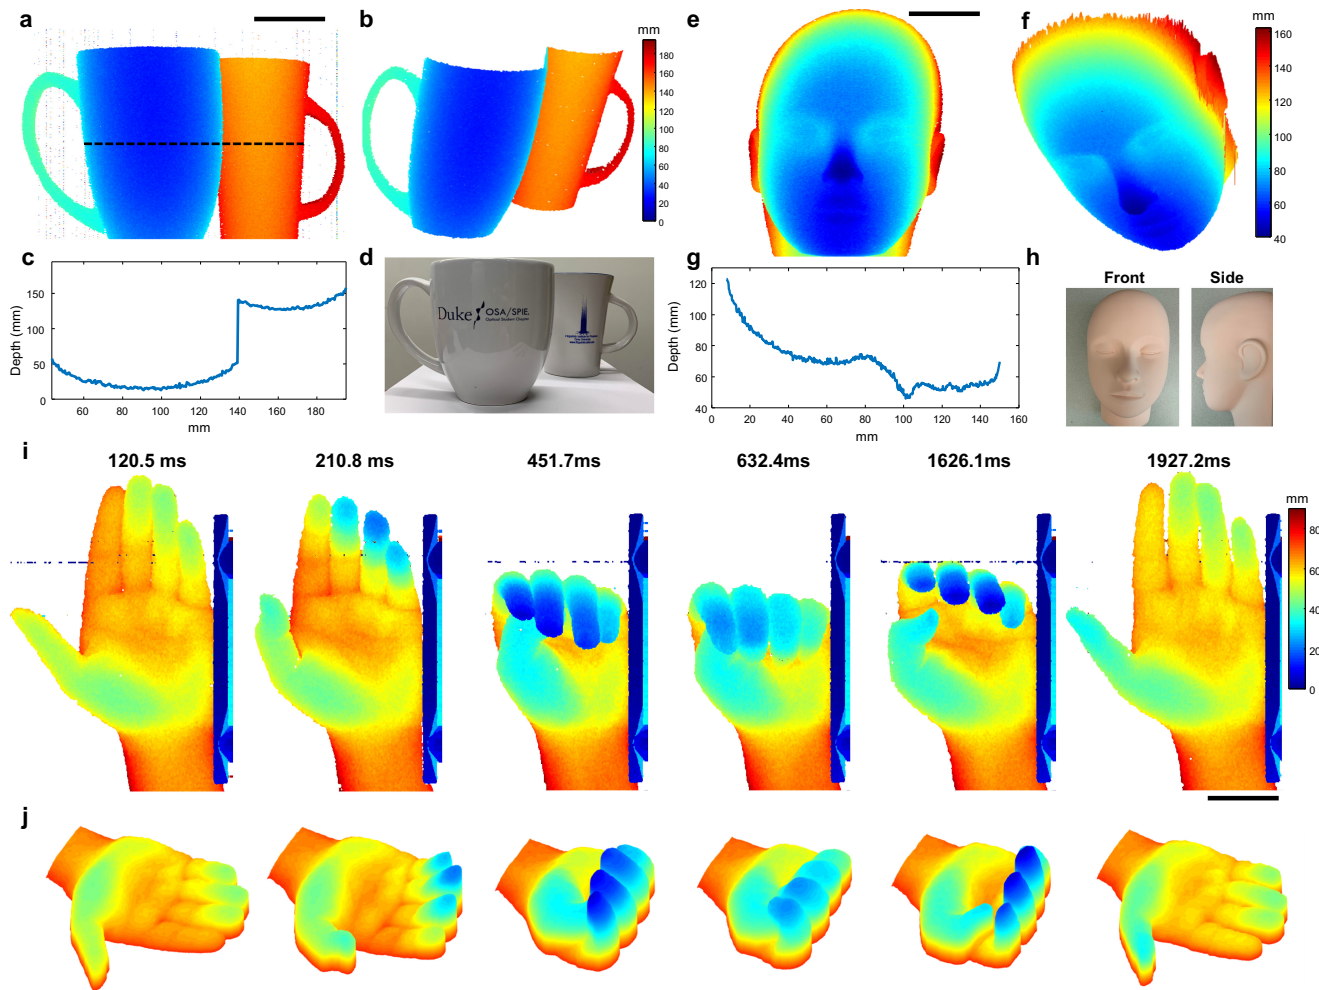 a
b
mm
180
160
140
120
100
80
60
40
20
0
e
f
mm
160
140
120
100
80
60
40
c
Depth (mm)
150
100
50
0
60 80 100 120 140 160 180
mm
d
Duke OSA/SPIE.
g
Depth (mm)
120
100
80
60
40
0 20 40 60 80 100 120 140 160
mm
h
Front Side
i
120.5 ms 210.8 ms 451.7ms 632.4ms 1626.1ms 1927.2ms
mm
80
60
40
20
0
j